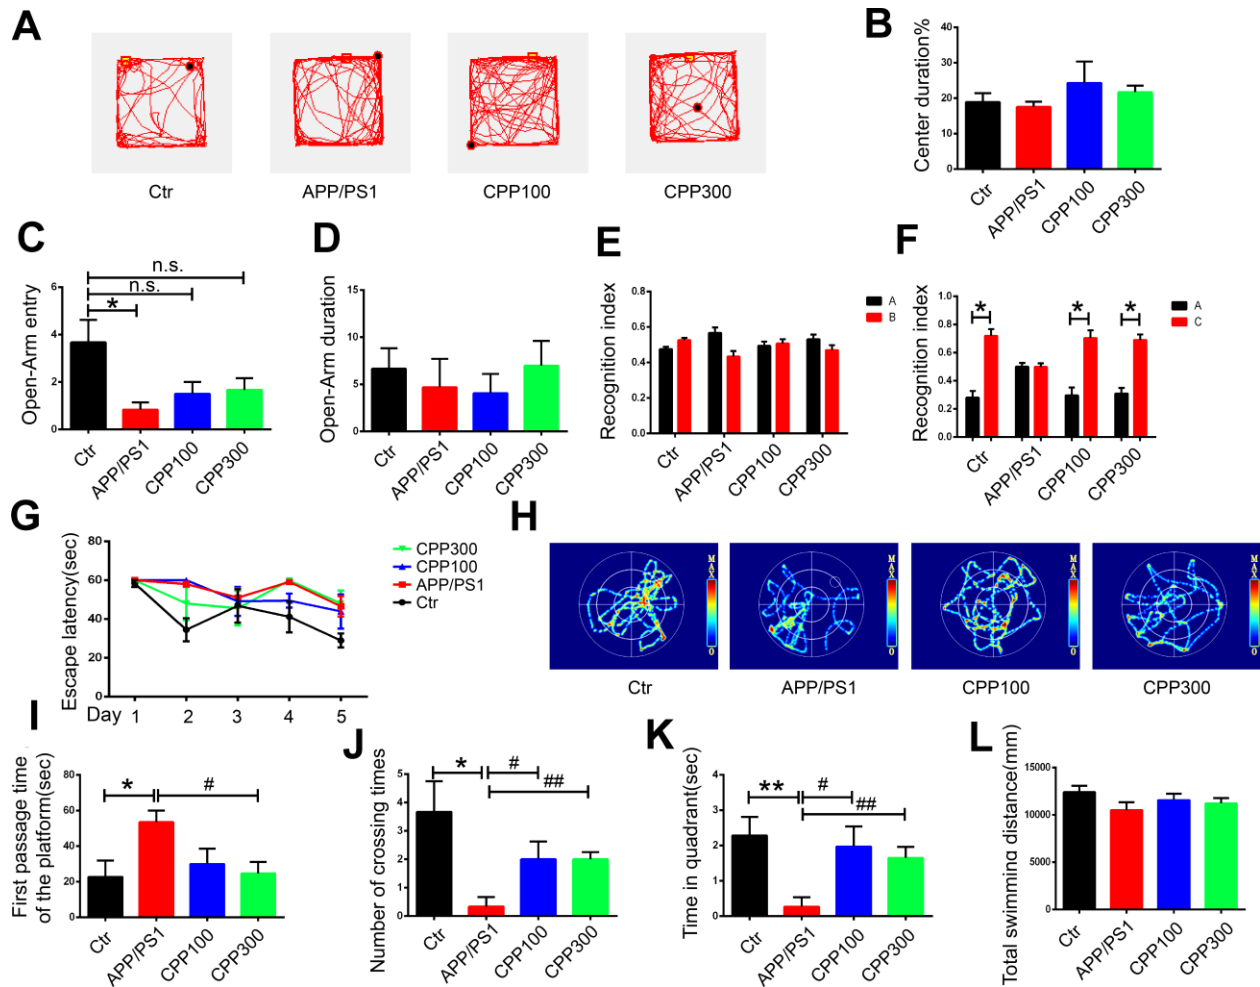 A
Ctr
APP/PS1
CPP100
CPP300
B
Center duration%
40
30
20
10
0
Ctr
APP/PS1
CPP100
CPP300
C
Open-Arm entry
6
4
2
0
n.s.
n.s.
*
Ctr
APP/PS1
CPP100
CPP300
D
Open-Arm duration
15
10
5
0
Ctr
APP/PS1
CPP100
CPP300
E
Recognition index
0.8
0.6
0.4
0.2
0.0
A
B
Ctr
APP/PS1
CPP100
CPP300
F
Recognition index
1.0
0.8
0.6
0.4
0.2
0.0
*
*
*
A
C
Ctr
APP/PS1
CPP100
CPP300
G
Escape latency(sec)
80
60
40
20
0
CPP300
CPP100
APP/PS1
Ctr
Day 1 2 3 4 5
H
MAX
0
MAX
0
MAX
0
MAX
0
Ctr
APP/PS1
CPP100
CPP300
I
First passage time
of the platform(sec)
80
60
40
20
0
*
#
Ctr
APP/PS1
CPP100
CPP300
J
Number of crossing times
5
4
3
2
1
0
*
#
##
Ctr
APP/PS1
CPP100
CPP300
K
Time in quadrant(sec)
4
3
2
1
0
**
#
##
Ctr
APP/PS1
CPP100
CPP300
L
Total swimming distance(mm)
15000
10000
5000
0
Ctr
APP/PS1
CPP100
CPP300